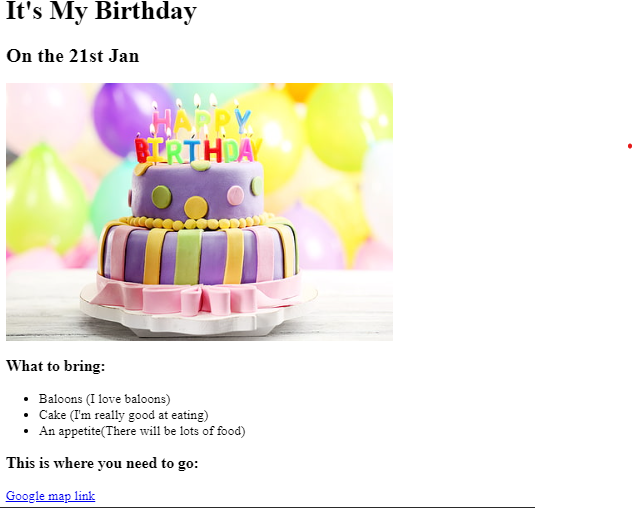 It's My Birthday
On the 21st Jan
HAPPY
BIRTHDAY
What to bring:
Baloons (I love baloons)
Cake (I'm really good at eating)
An appetite(There will be lots of food)
This is where you need to go:
Google map link